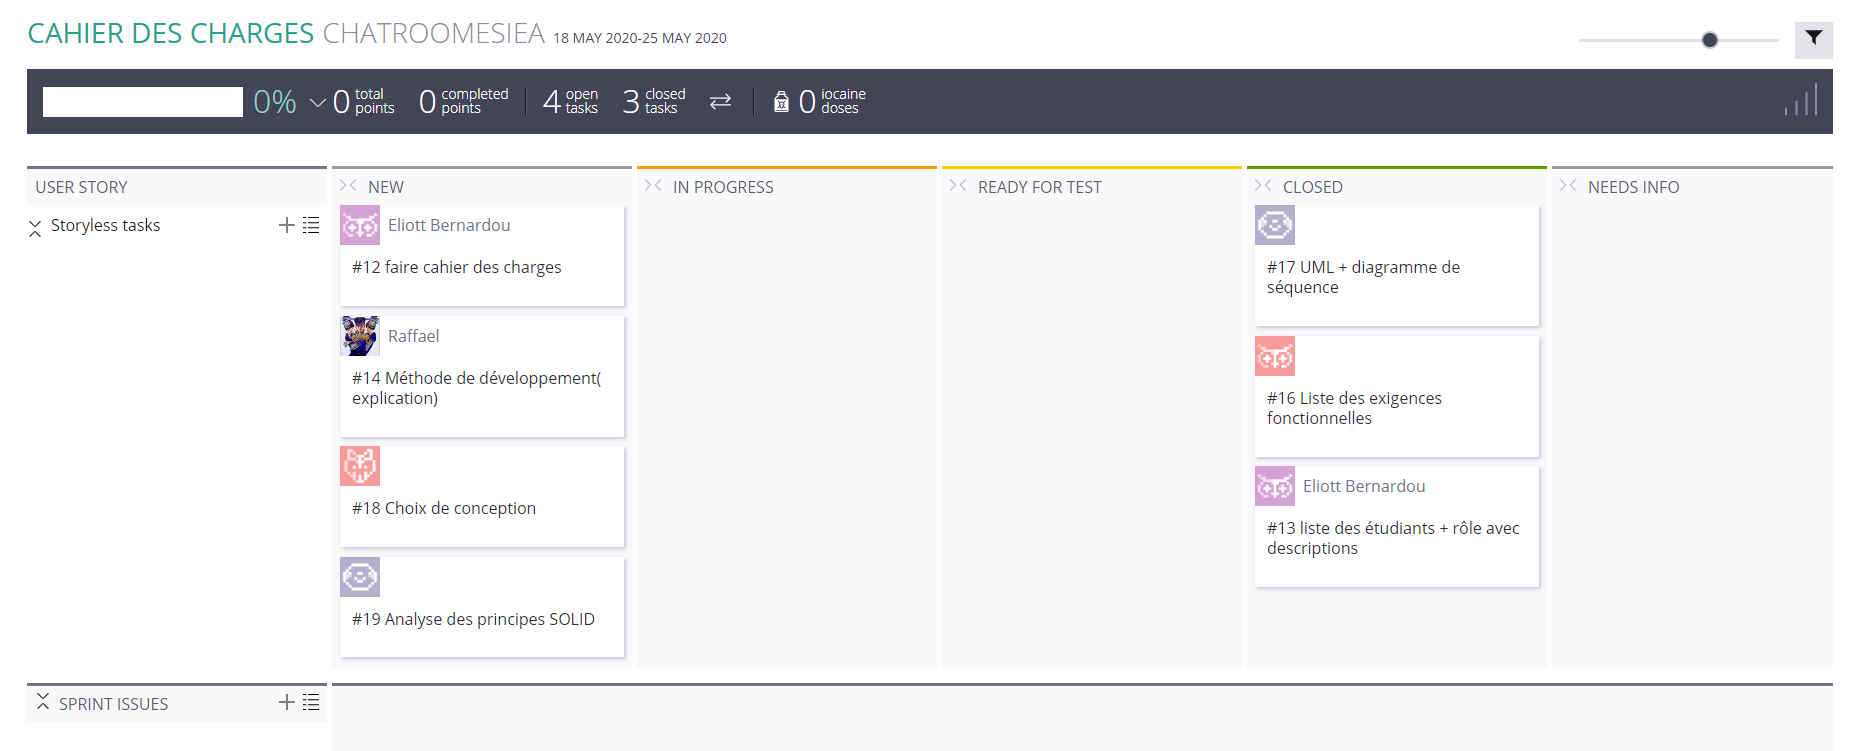 CAHIER DES CHARGES CHATROOMESIEA 18 MAY 2020-25 MAY 2020
0% 0 total points 0 completed points 4 open tasks 3 closed tasks 0 iocaine doses
USER STORY NEW IN PROGRESS READY FOR TEST CLOSED NEEDS INFO
Storyless tasks
Eliott Bernardou
#12 faire cahier des charges
Raffael
#14 Méthode de développement(
explication)
#18 Choix de conception
#19 Analyse des principes SOLID
#17 UML + diagramme de
séquence
#16 Liste des exigences
fonctionnelles
Eliott Bernardou
#13 liste des étudiants + rôle avec
descriptions
SPRINT ISSUES